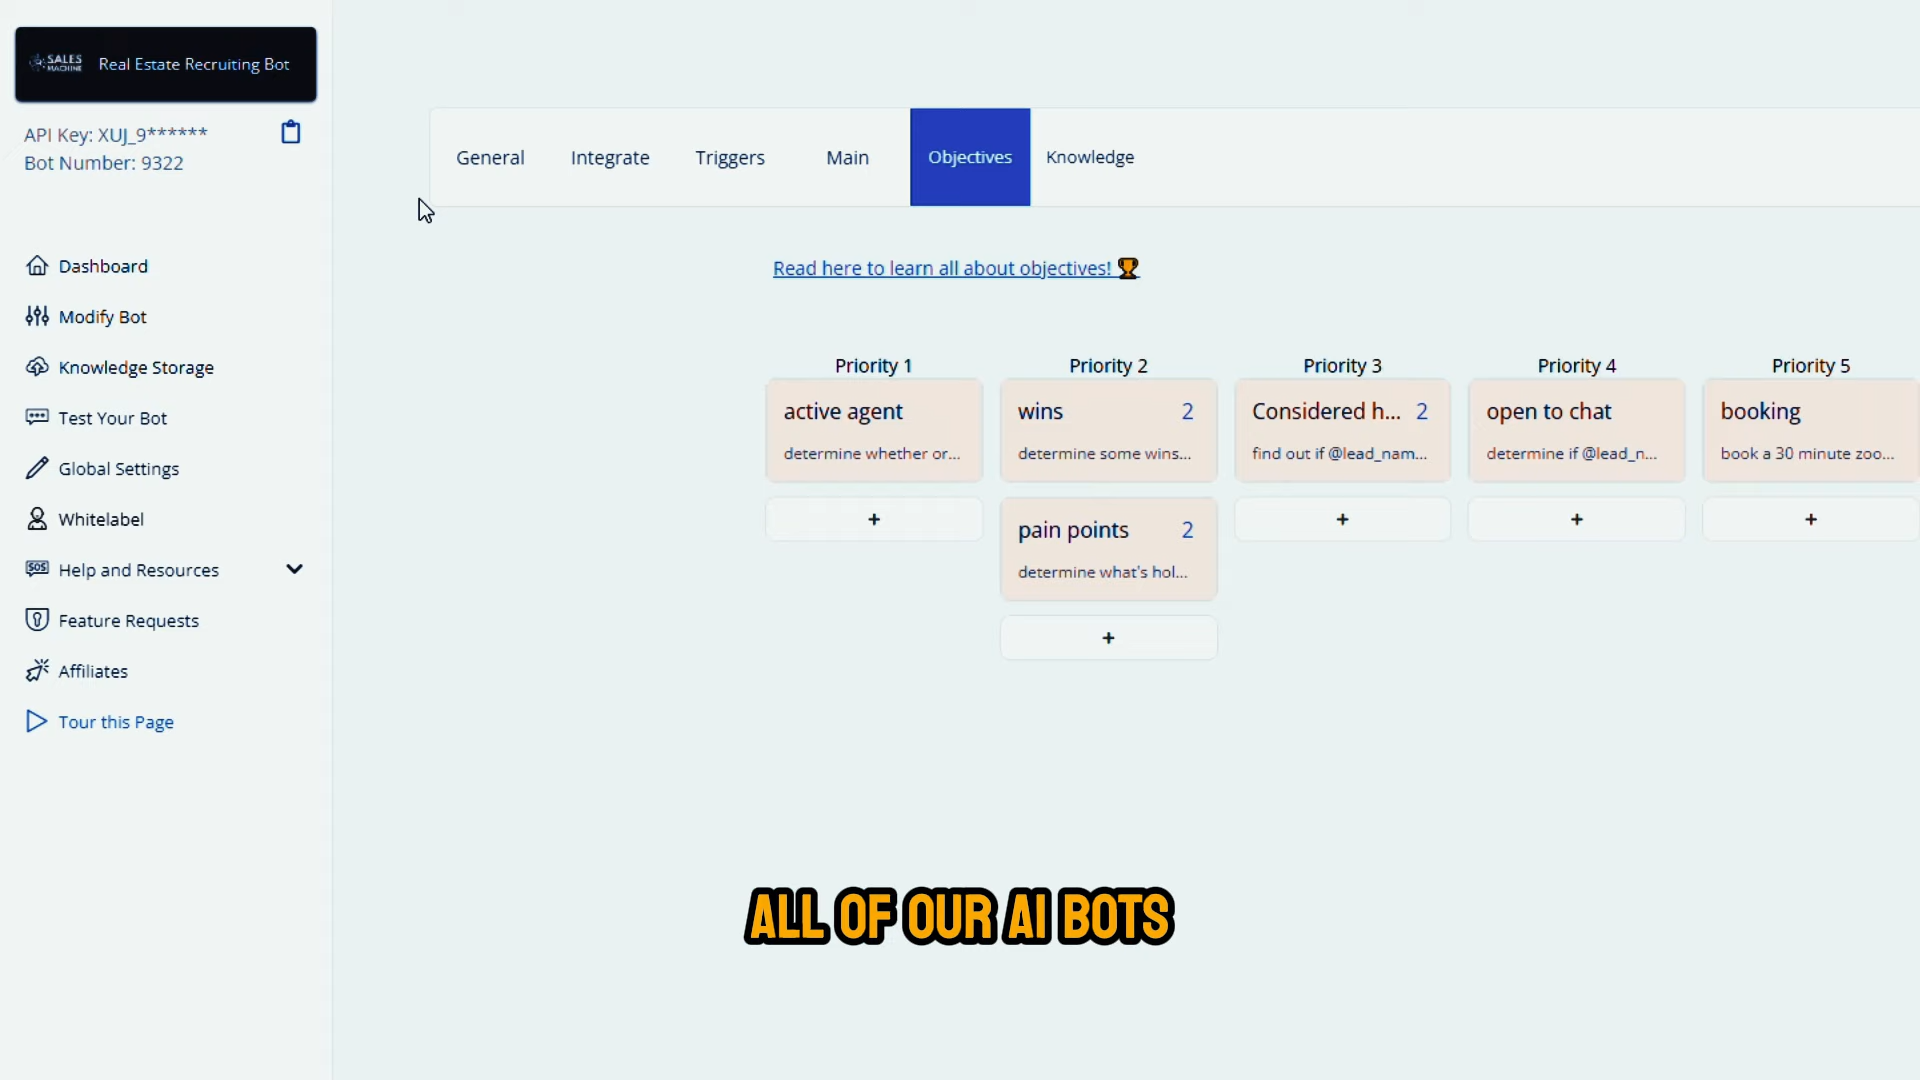 SALES
MACHINE
Real Estate Recruiting Bot
API Key: XUJ_9******
Bot Number: 9322
Dashboard
Modify Bot
Knowledge Storage
Test Your Bot
Global Settings
Whitelabel
SOS
Help and Resources
Feature Requests
Affiliates
Tour this Page
General
Integrate
Triggers
Main
Objectives
Knowledge
Read here to learn all about objectives! 🏆
Priority 1
active agent
determine whether or...
+
Priority 2
wins 2
determine some wins...
pain points 2
determine what's hol...
+
Priority 3
Considered h... 2
find out if @lead_nam...
+
Priority 4
open to chat
determine if @lead_n...
+
Priority 5
booking
book a 30 minute zoo...
+
ALL OF OUR AI BOTS